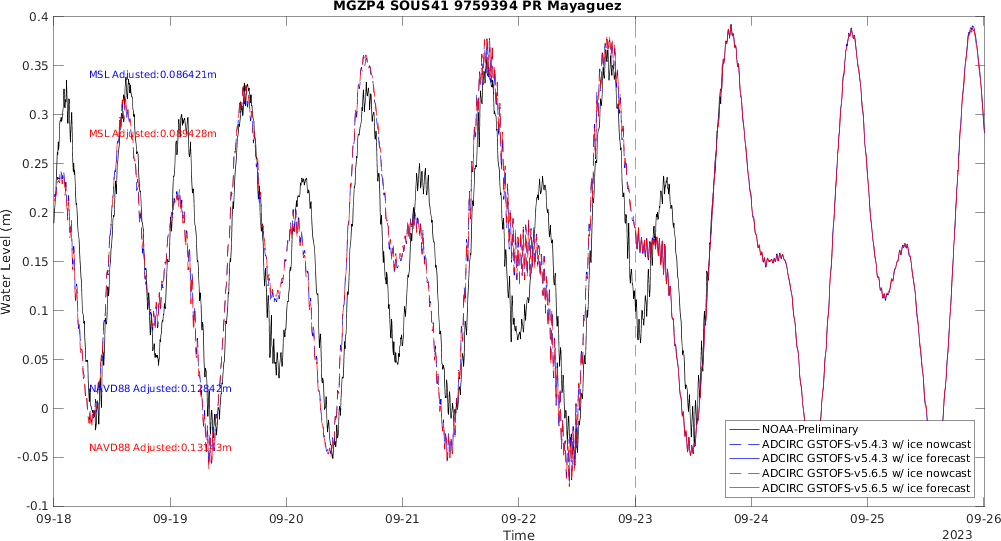 MGZP4 SOUS41 9759394 PR Mayaguez
0.4
0.35
0.3
0.25
0.2
0.15
0.1
0.05
0
-0.05
-0.1
Water Level (m)
MSL Adjusted:0.086421m
MSL Adjusted:0.089428m
NAVD88 Adjusted:0.12842m
NAVD88 Adjusted:0.13143m
NOAA-Preliminary
ADCIRC GSTOFS-v5.4.3 w/ ice nowcast
ADCIRC GSTOFS-v5.4.3 w/ ice forecast
ADCIRC GSTOFS-v5.6.5 w/ ice nowcast
ADCIRC GSTOFS-v5.6.5 w/ ice forecast
09-18 09-19 09-20 09-21 09-22 09-23 09-24 09-25 09-26
Time
2023